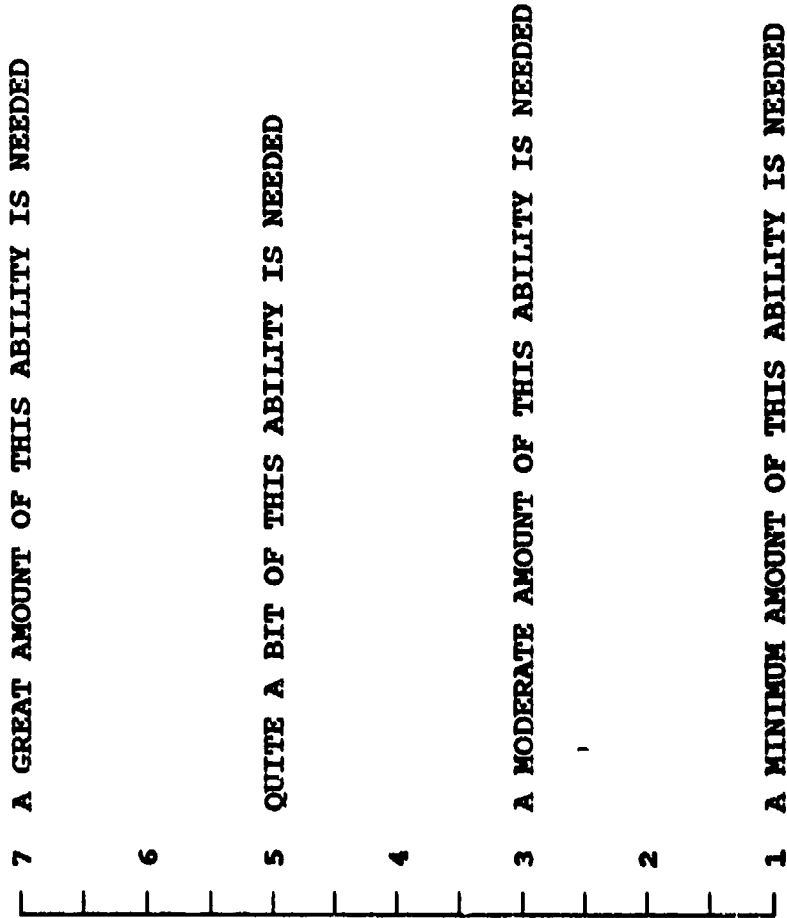 7 A GREAT AMOUNT OF THIS ABILITY IS NEEDED
6
5 QUITE A BIT OF THIS ABILITY IS NEEDED
4
3 A MODERATE AMOUNT OF THIS ABILITY IS NEEDED
2
1 A MINIMUM AMOUNT OF THIS ABILITY IS NEEDED